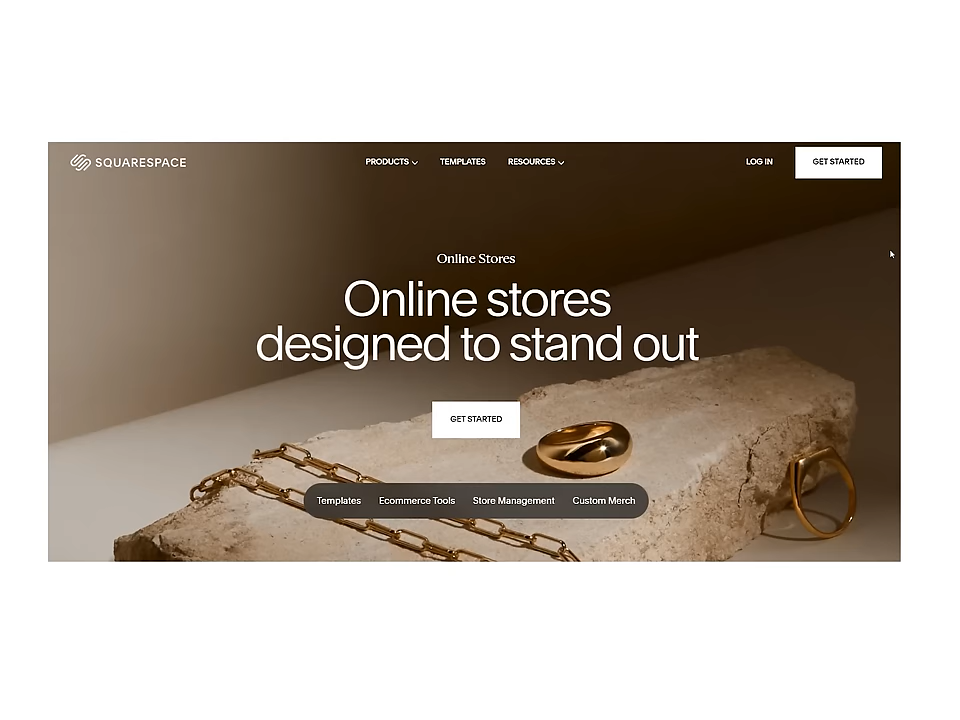 SQUARESPACE
PRODUCTS
TEMPLATES
RESOURCES
LOG IN
GET STARTED
Online Stores
Online stores
designed to stand out
GET STARTED
Templates
Ecommerce Tools
Store Management
Custom Merch